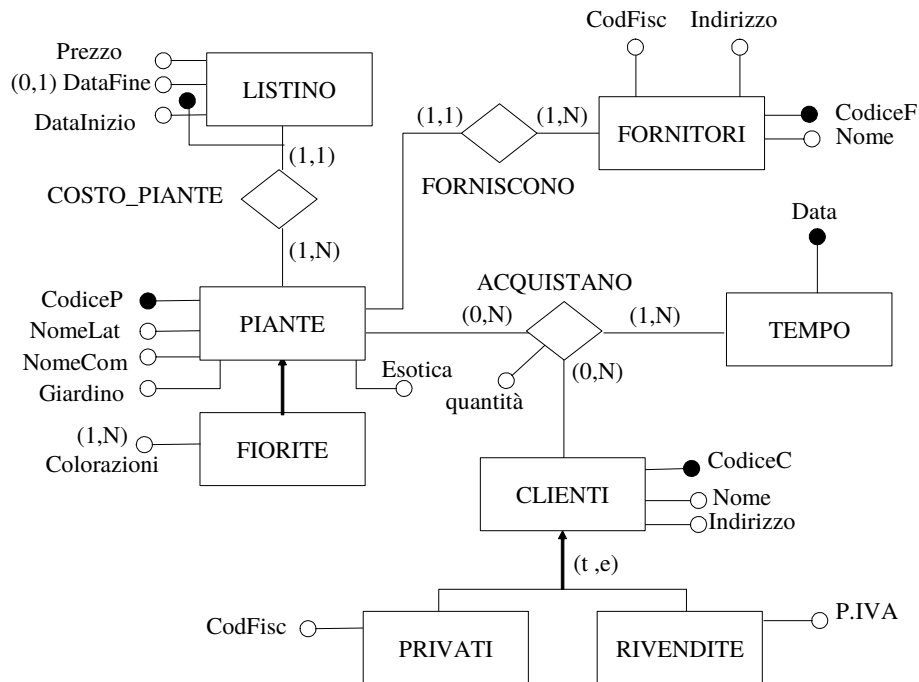 CodFisc Indirizzo
Prezzo
(0,1) DataFine
LISTINO
DataInizio
(1,1)
(1,N)
FORNITORI
CodiceF
Nome
(1,1)
FORNISCONO
COSTO_PIANTE
Data
(1,N)
ACQUISTANO
CodiceP
PIANTE
(0,N)
(1,N)
TEMPO
NomeLat
NomeCom
Esotica
(0,N)
Giardino
quantità
(1,N)
Colorazioni
FIORITE
CodiceC
CLIENTI
Nome
Indirizzo
(t ,e)
P.IVA
CodFisc
PRIVATI
RIVENDITE